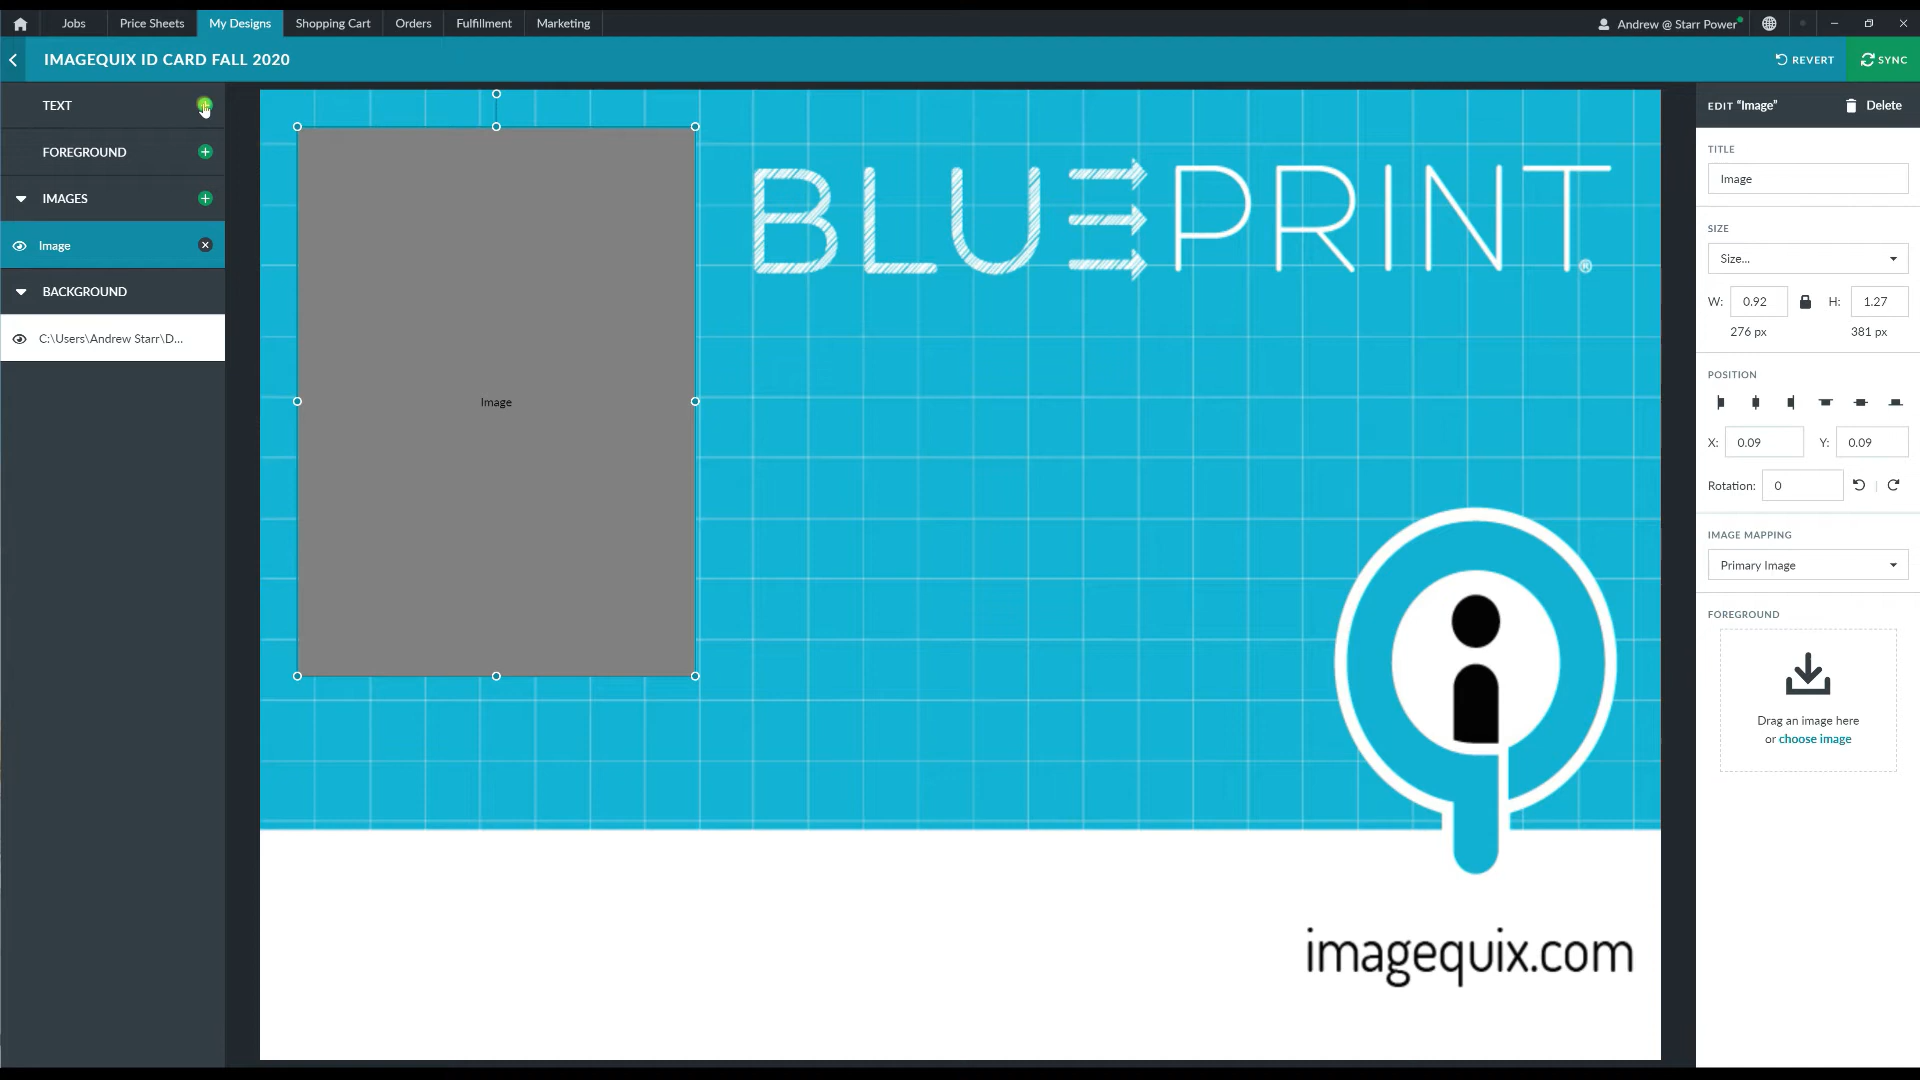 Jobs
Price Sheets
My Designs
Shopping Cart
Orders
Fulfillment
Marketing
Andrew @ Starr Power
IMAGEQUIX ID CARD FALL 2020
REVERT
SYNC
TEXT
FOREGROUND
IMAGES
Image
BACKGROUND
C:\Users\Andrew Starr\D...
Image
BLUEPRINT®
imagequix.com
EDIT “Image”
Delete
TITLE
Image
SIZE
Size...
W: 0.92 H: 1.27
276 px 381 px
POSITION
X: 0.09 Y: 0.09
Rotation: 0
IMAGE MAPPING
Primary Image
FOREGROUND
Drag an image here
or choose image